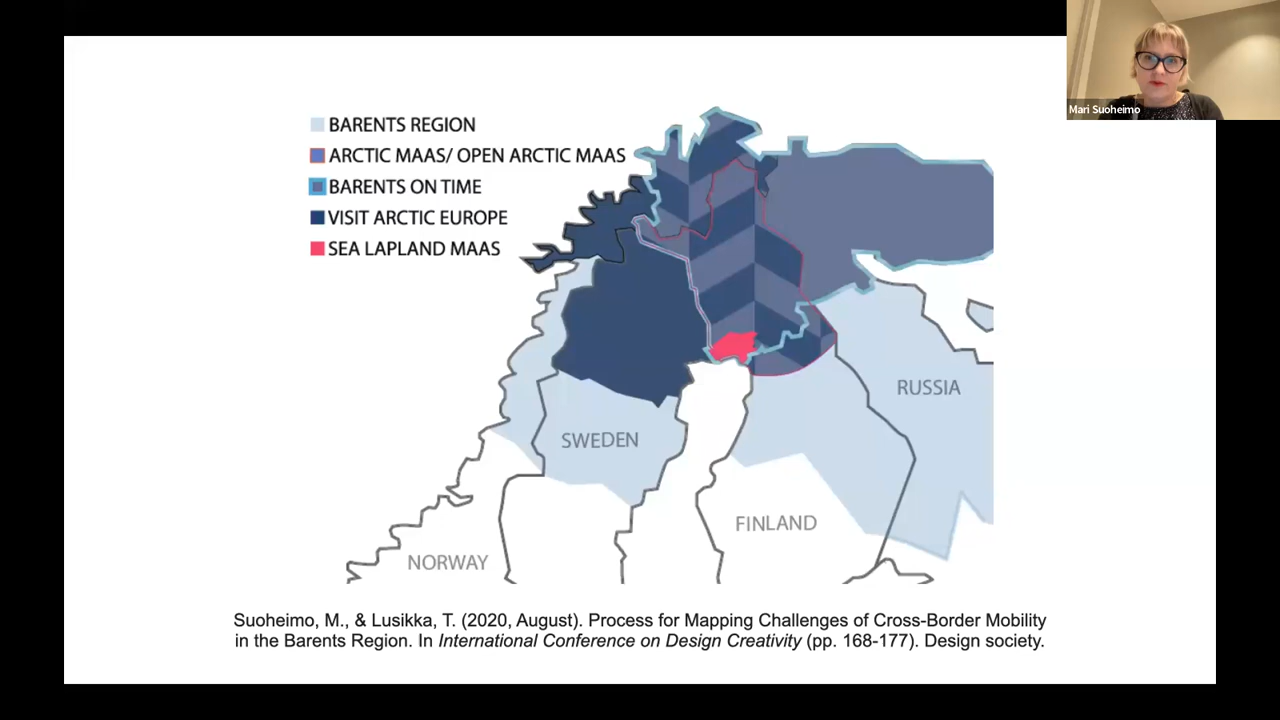 Mari Suoheimo
BARENTS REGION
ARCTIC MAAS/ OPEN ARCTIC MAAS
BARENTS ON TIME
VISIT ARCTIC EUROPE
SEA LAPLAND MAAS
RUSSIA
SWEDEN
FINLAND
NORWAY
Suoheimo, M., & Lusikka, T. (2020, August). Process for Mapping Challenges of Cross-Border Mobility
in the Barents Region. In International Conference on Design Creativity (pp. 168-177). Design society.